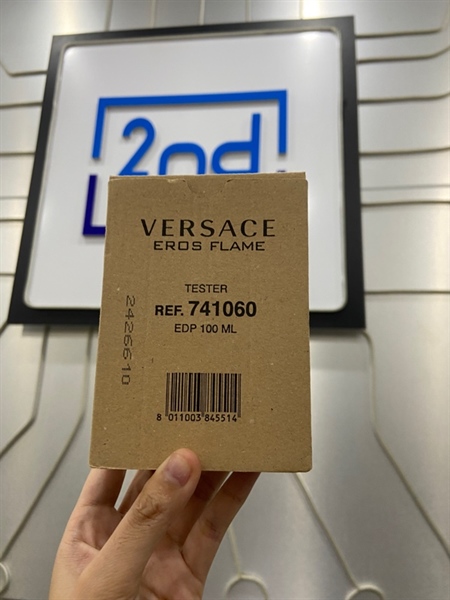 2nd
VERSACE
EROS FLAME
TESTER
REF. 741060
EDP 100 ML
2426610
8 011003 845514